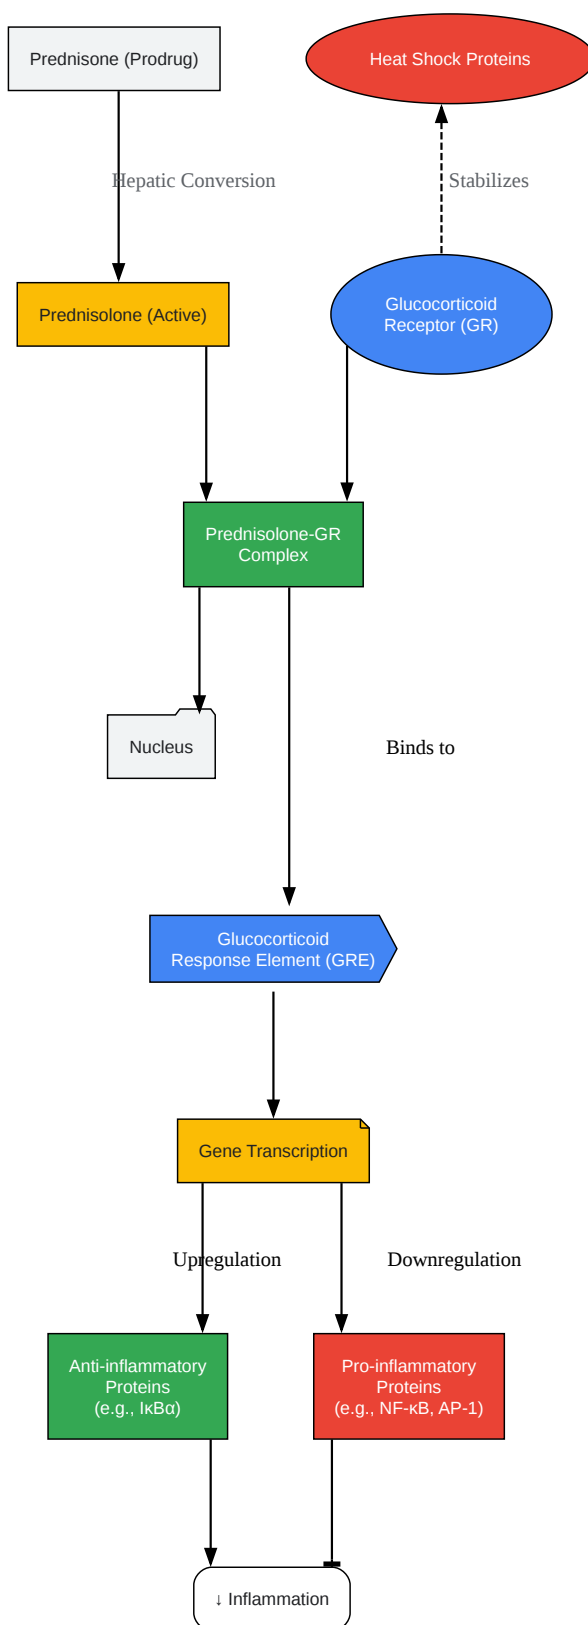 Prednisone (Prodrug)
Heat Shock Proteins
Hepatic Conversion
Stabilizes
Prednisolone (Active)
Glucocorticoid
Receptor (GR)
Prednisolone-GR
Complex
Nucleus
Binds to
Glucocorticoid
Response Element (GRE)
Gene Transcription
Upregulation
Downregulation
Anti-inflammatory
Proteins
(e.g., IκBα)
Pro-inflammatory
Proteins
(e.g., NF-κB, AP-1)
↓ Inflammation